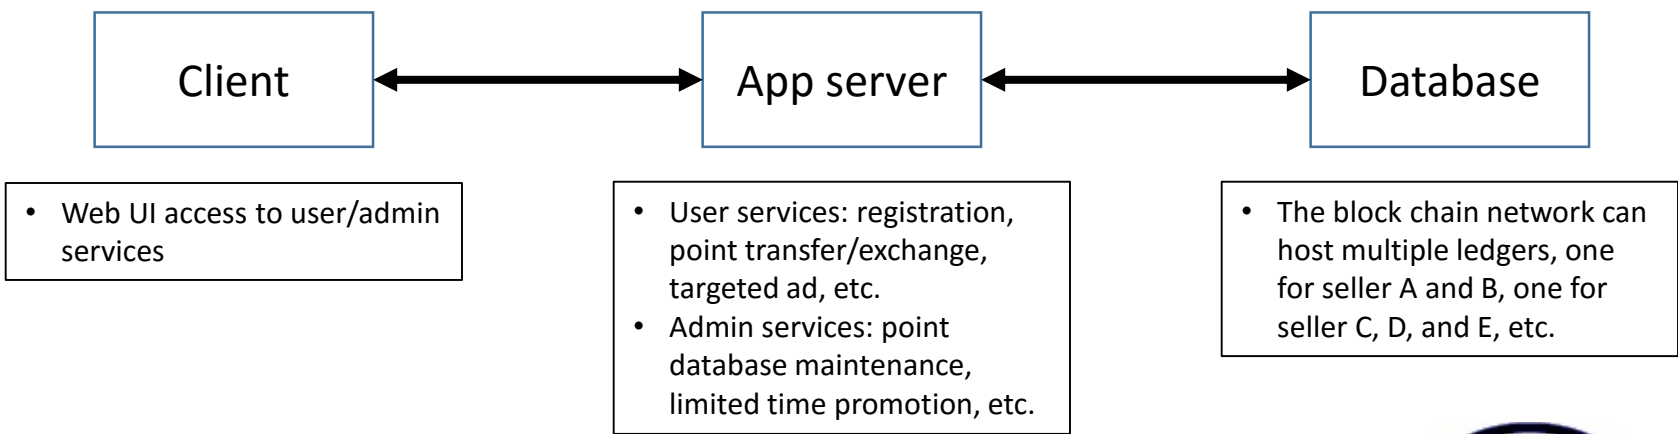 Client
App server
Database
• Web UI access to user/admin
services
• User services: registration,
point transfer/exchange,
targeted ad, etc.
• Admin services: point
database maintenance,
limited time promotion, etc.
• The block chain network can
host multiple ledgers, one
for seller A and B, one for
seller C, D, and E, etc.